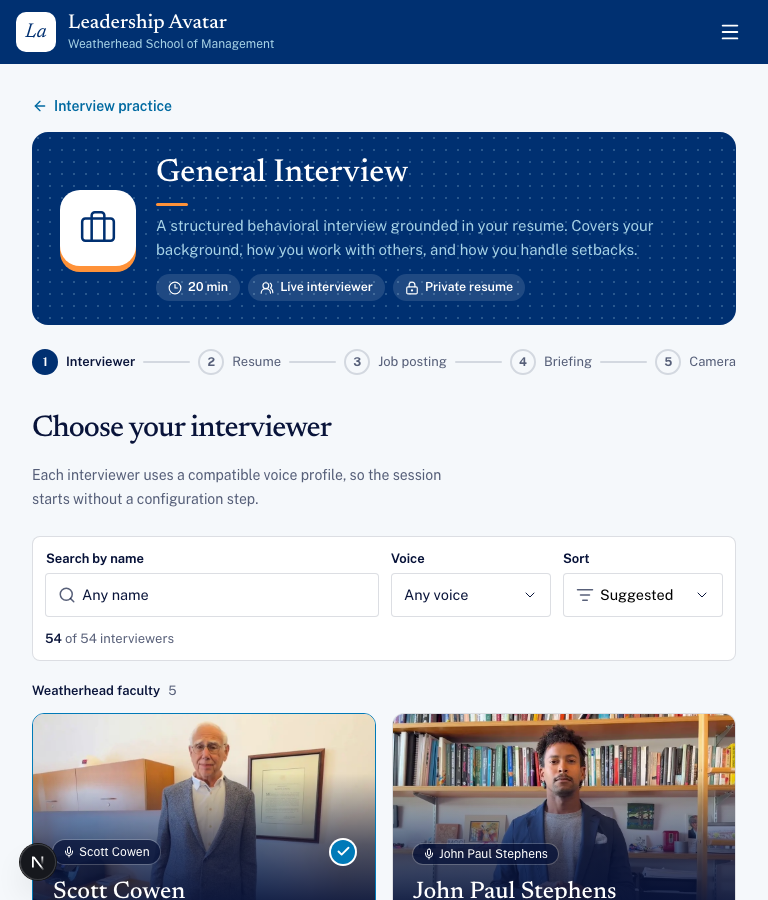 La
Leadership Avatar
Weatherhead School of Management
Interview practice
General Interview
A structured behavioral interview grounded in your resume. Covers your
background, how you work with others, and how you handle setbacks.
20 min
Live interviewer
Private resume
1 Interviewer 2 Resume 3 Job posting 4 Briefing 5 Camera
Choose your interviewer
Each interviewer uses a compatible voice profile, so the session
starts without a configuration step.
Search by name
Voice
Sort
Any name
Any voice
Suggested
54 of 54 interviewers
Weatherhead faculty 5
Scott Cowen
John Paul Stephens
N
Scott Cowen
John Paul Stephens